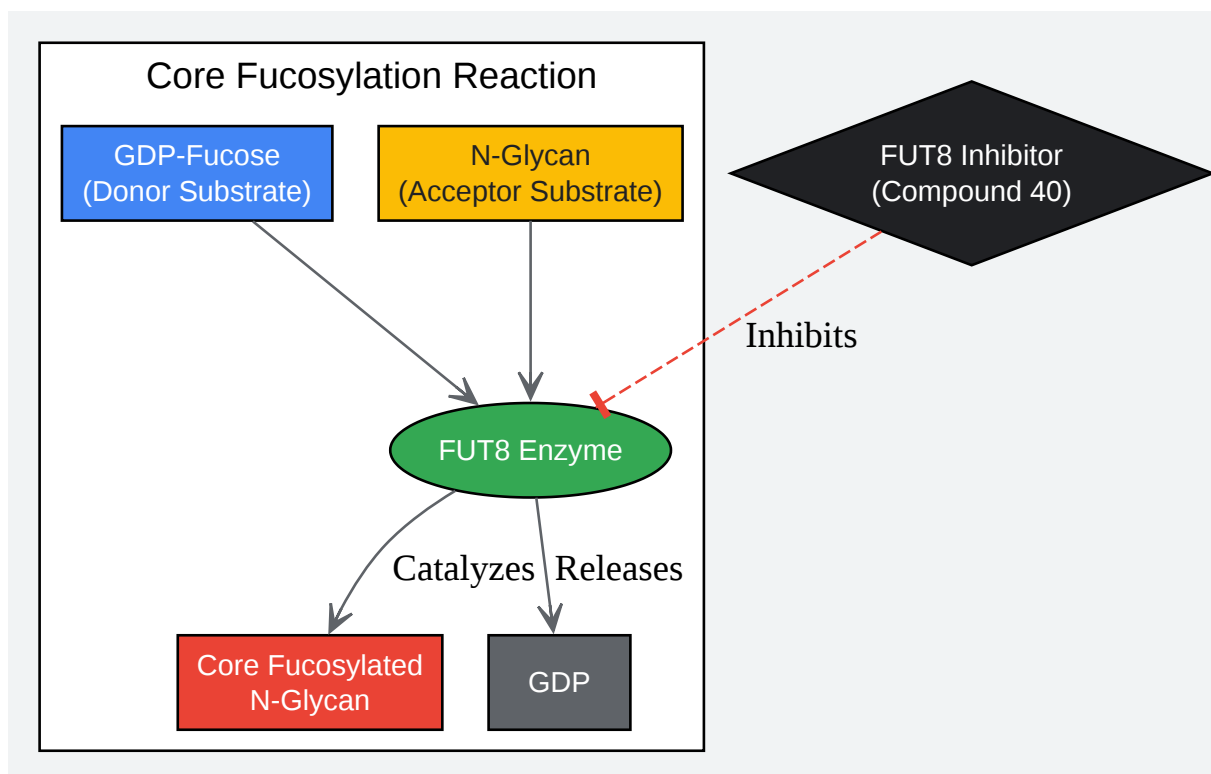 Core Fucosylation Reaction
GDP-Fucose
(Donor Substrate)
N-Glycan
(Acceptor Substrate)
FUT8 Inhibitor
(Compound 40)
Inhibits
FUT8 Enzyme
Catalyzes
Releases
Core Fucosylated
N-Glycan
GDP